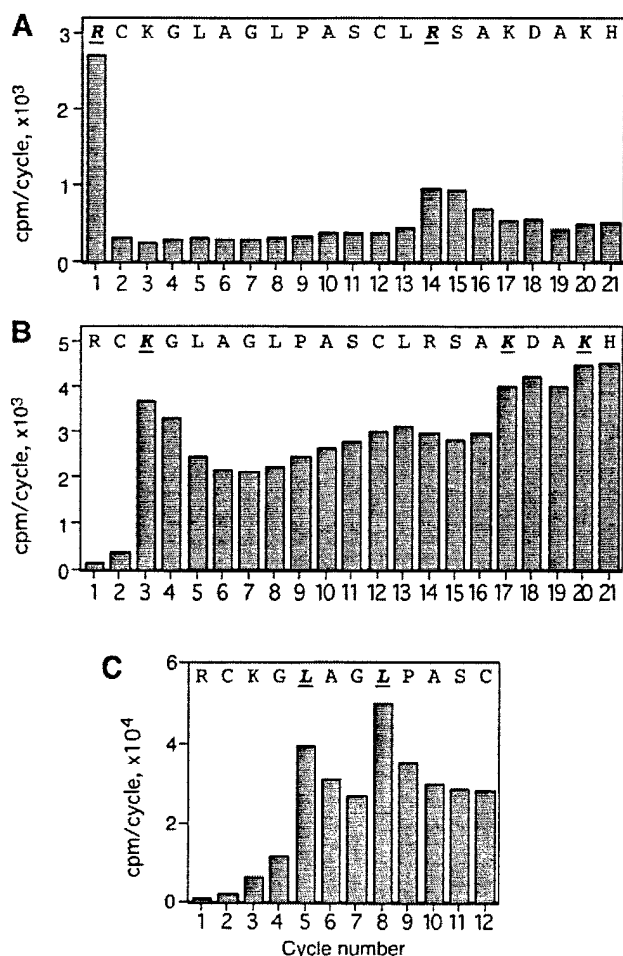 A
R C K G L A G L P A S C L R S A K D A K H
3
2
1
0
cpm/cycle, x10³
1 2 3 4 5 6 7 8 9 10 11 12 13 14 15 16 17 18 19 20 21
B
R C K G L A G L P A S C L R S A K D A K H
5
4
3
2
1
0
cpm/cycle, x10³
1 2 3 4 5 6 7 8 9 10 11 12 13 14 15 16 17 18 19 20 21
C
R C K G L A G L P A S C
6
4
2
0
cpm/cycle, x10⁴
1 2 3 4 5 6 7 8 9 10 11 12
Cycle number